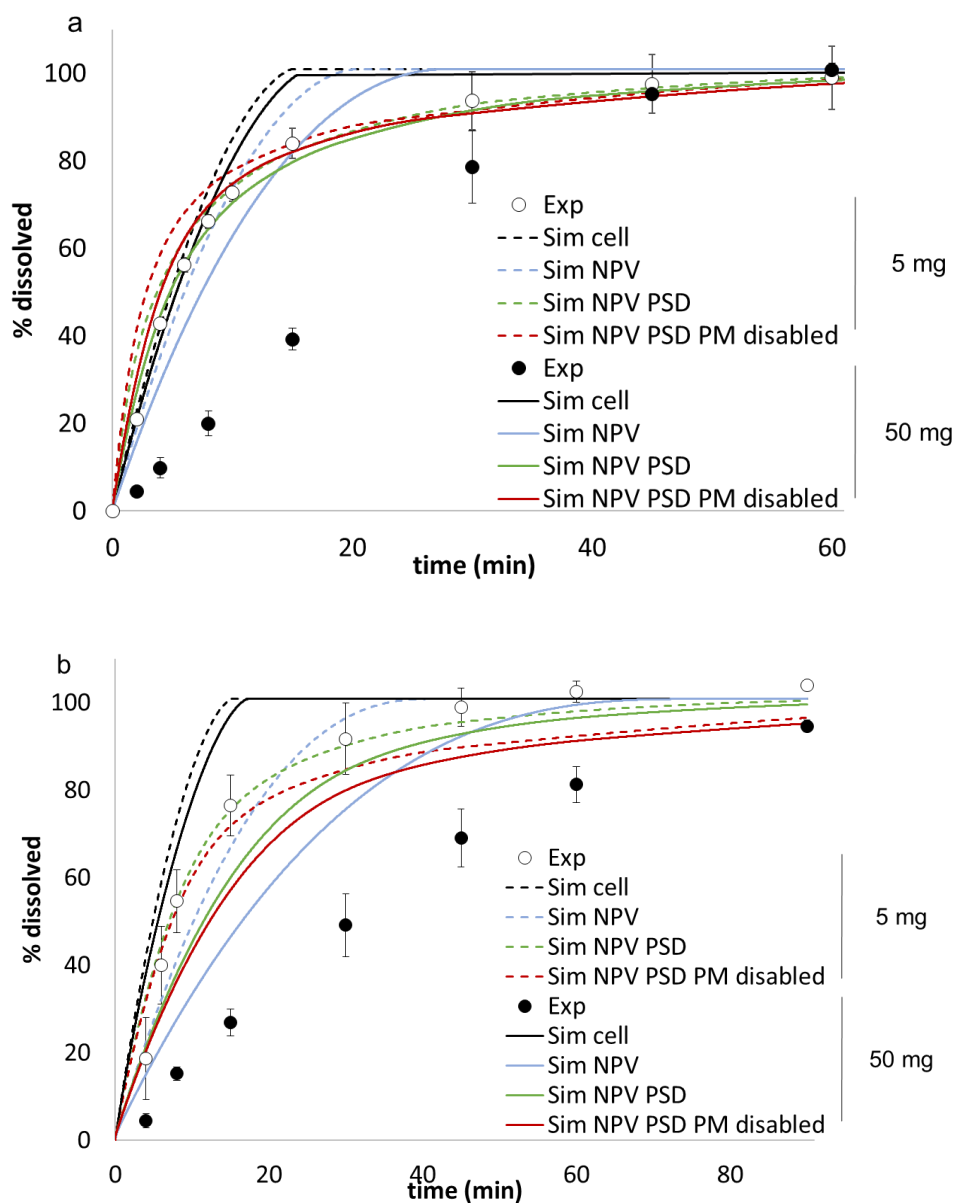 a
100
80
60
40
20
0
% dissolved
0
20
40
60
time (min)
Exp
Sim cell
Sim NPV
Sim NPV PSD
Sim NPV PSD PM disabled
5 mg
Exp
Sim cell
Sim NPV
Sim NPV PSD
Sim NPV PSD PM disabled
50 mg
b
100
80
60
40
20
0
% dissolved
0
20
40
60
80
time (min)
Exp
Sim cell
Sim NPV
Sim NPV PSD
Sim NPV PSD PM disabled
5 mg
Exp
Sim cell
Sim NPV
Sim NPV PSD
Sim NPV PSD PM disabled
50 mg